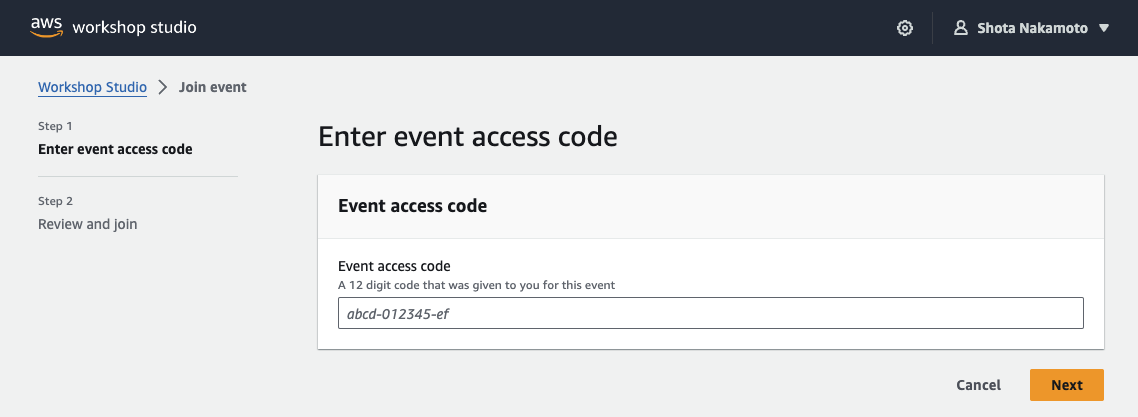 aws workshop studio
Shota Nakamoto
Workshop Studio Join event
Step 1
Enter event access code
Step 2
Review and join
Enter event access code
Event access code
Event access code
A 12 digit code that was given to you for this event
abcd-012345-ef
Cancel Next